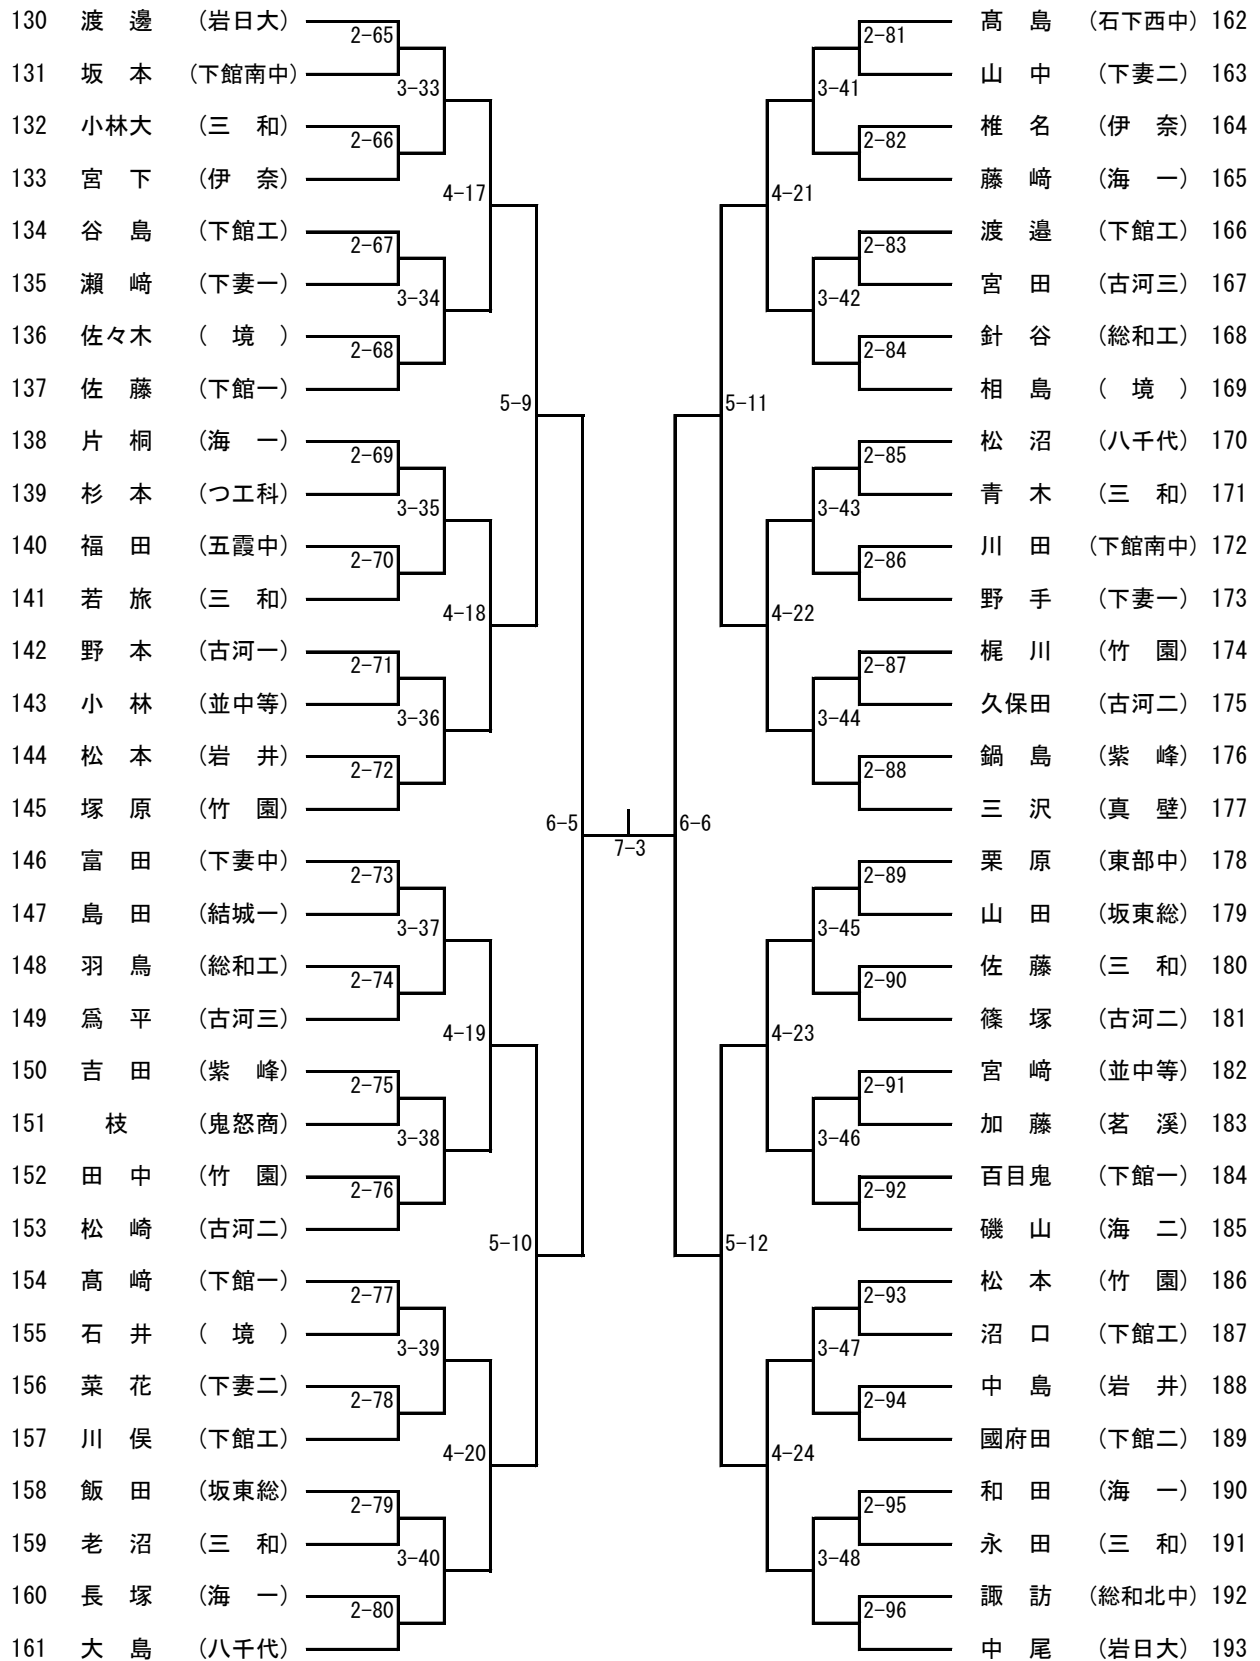 130 渡 邊 (岩日大) 髙 島 (石下西中) 162
2-65 2-81
131 坂 本 (下館南中) 山 中 (下妻二) 163
3-33 3-41
132 小林大 (三 和) 椎 名 (伊 奈) 164
2-66 2-82
133 宮 下 (伊 奈) 藤 﨑 (海 一) 165
4-17 4-21
134 谷 島 (下館工) 渡 邉 (下館工) 166
2-67 2-83
135 瀨 﨑 (下妻一) 宮 田 (古河三) 167
3-34 3-42
136 佐々木 ( 境 ) 針 谷 (総和工) 168
2-68 2-84
137 佐 藤 (下館一) 相 島 ( 境 ) 169
5-9 5-11
138 片 桐 (海 一) 松 沼 (八千代) 170
2-69 2-85
139 杉 本 (つ工科) 青 木 (三 和) 171
3-35 3-43
140 福 田 (五霞中) 川 田 (下館南中) 172
2-70 2-86
141 若 旅 (三 和) 野 手 (下妻一) 173
4-18 4-22
142 野 本 (古河一) 梶 川 (竹 園) 174
2-71 2-87
143 小 林 (並中等) 久保田 (古河二) 175
3-36 3-44
144 松 本 (岩 井) 鍋 島 (紫 峰) 176
2-72 2-88
145 塚 原 (竹 園) 三 沢 (真 壁) 177
6-5 6-6
7-3
146 富 田 (下妻中) 栗 原 (東部中) 178
2-73 2-89
147 島 田 (結城一) 山 田 (坂東総) 179
3-37 3-45
148 羽 鳥 (総和工) 佐 藤 (三 和) 180
2-74 2-90
149 爲 平 (古河三) 篠 塚 (古河二) 181
4-19 4-23
150 吉 田 (紫 峰) 宮 﨑 (並中等) 182
2-75 2-91
151 枝 (鬼怒商) 加 藤 (茗 溪) 183
3-38 3-46
152 田 中 (竹 園) 百目鬼 (下館一) 184
2-76 2-92
153 松 崎 (古河二) 磯 山 (海 二) 185
5-10 5-12
154 髙 﨑 (下館一) 松 本 (竹 園) 186
2-77 2-93
155 石 井 ( 境 ) 沼 口 (下館工) 187
3-39 3-47
156 菜 花 (下妻二) 中 島 (岩 井) 188
2-78 2-94
157 川 俣 (下館工) 國府田 (下館二) 189
4-20 4-24
158 飯 田 (坂東総) 和 田 (海 一) 190
2-79 2-95
159 老 沼 (三 和) 永 田 (三 和) 191
3-40 3-48
160 長 塚 (海 一) 諏 訪 (総和北中) 192
2-80 2-96
161 大 島 (八千代) 中 尾 (岩日大) 193